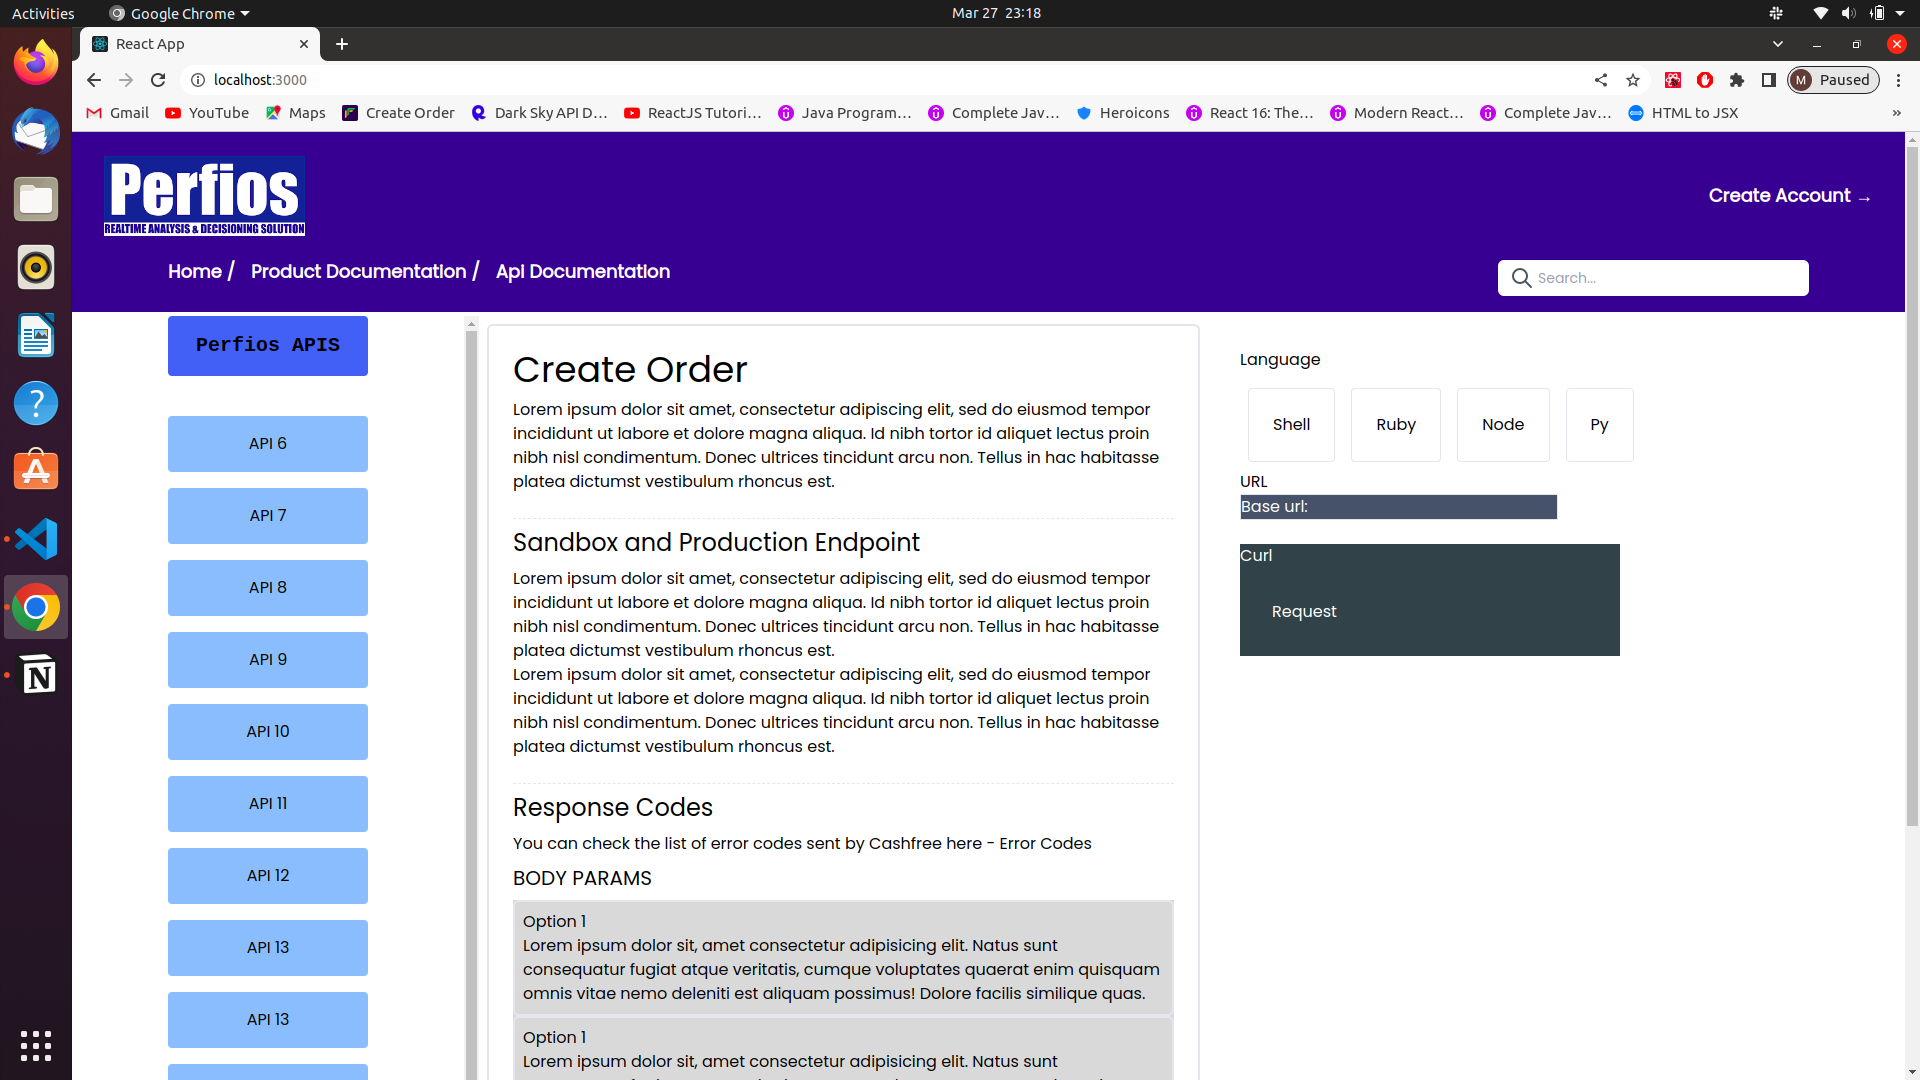 Activities
Google Chrome
Mar 27 23:18
React App
localhost:3000
M Paused
Gmail
YouTube
Maps
Create Order
Dark Sky API D...
ReactJS Tutori...
Java Program...
Complete Jav...
Heroicons
React 16: The...
Modern React...
Complete Jav...
HTML to JSX
»
Perfios
REALTIME ANALYSIS & DECISIONING SOLUTION
Create Account →
Home / Product Documentation / Api Documentation
Search...
Perfios APIS
API 6
API 7
API 8
API 9
API 10
API 11
API 12
API 13
API 13
Create Order
Lorem ipsum dolor sit amet, consectetur adipiscing elit, sed do eiusmod tempor
incididunt ut labore et dolore magna aliqua. Id nibh tortor id aliquet lectus proin
nibh nisl condimentum. Donec ultrices tincidunt arcu non. Tellus in hac habitasse
platea dictumst vestibulum rhoncus est.
Sandbox and Production Endpoint
Lorem ipsum dolor sit amet, consectetur adipiscing elit, sed do eiusmod tempor
incididunt ut labore et dolore magna aliqua. Id nibh tortor id aliquet lectus proin
nibh nisl condimentum. Donec ultrices tincidunt arcu non. Tellus in hac habitasse
platea dictumst vestibulum rhoncus est.
Lorem ipsum dolor sit amet, consectetur adipiscing elit, sed do eiusmod tempor
incididunt ut labore et dolore magna aliqua. Id nibh tortor id aliquet lectus proin
nibh nisl condimentum. Donec ultrices tincidunt arcu non. Tellus in hac habitasse
platea dictumst vestibulum rhoncus est.
Response Codes
You can check the list of error codes sent by Cashfree here - Error Codes
BODY PARAMS
Option 1
Lorem ipsum dolor sit, amet consectetur adipisicing elit. Natus sunt
consequatur fugiat atque veritatis, cumque voluptates quaerat enim quisquam
omnis vitae nemo deleniti est aliquam possimus! Dolore facilis similique quas.
Option 1
Lorem ipsum dolor sit, amet consectetur adipisicing elit. Natus sunt
Language
Shell
Ruby
Node
Py
URL
Base url:
Curl
Request